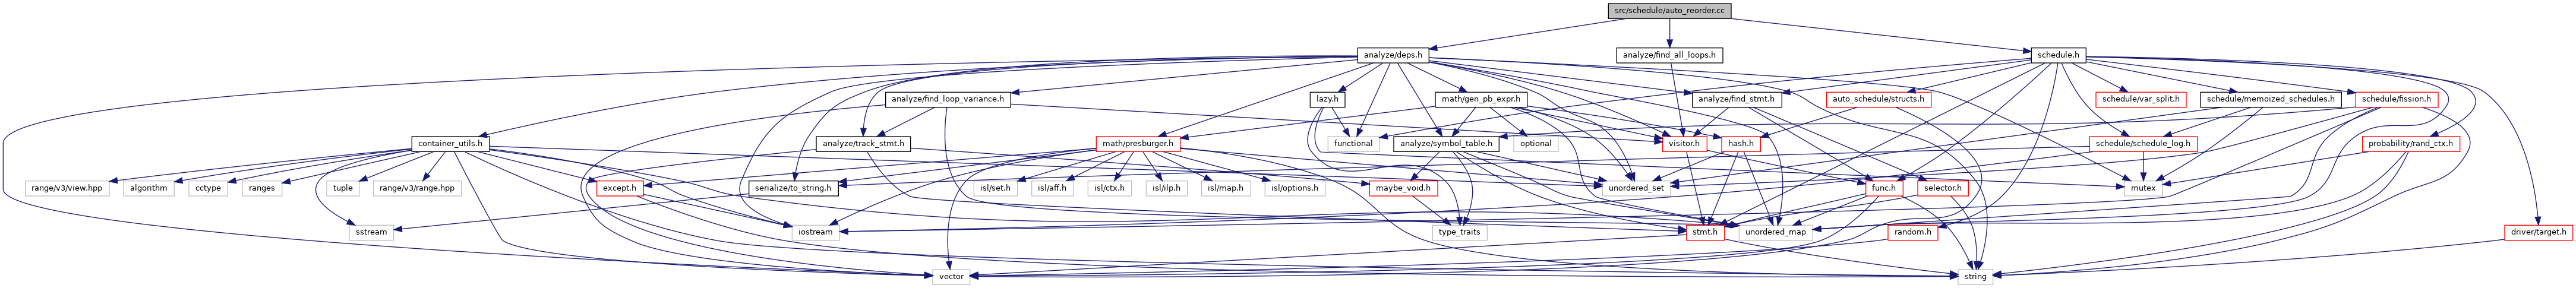 src/schedule/auto_reorder.cc
analyze/deps.h
analyze/find_all_loops.h
schedule.h
analyze/find_loop_variance.h
lazy.h
math/gen_pb_expr.h
analyze/find_stmt.h
auto_schedule/structs.h
schedule/var_split.h
schedule/memoized_schedules.h
schedule/fission.h
container_utils.h
analyze/track_stmt.h
math/presburger.h
functional
analyze/symbol_table.h
optional
visitor.h
hash.h
schedule/schedule_log.h
probability/rand_ctx.h
range/v3/view.hpp
algorithm
cctype
ranges
tuple
range/v3/range.hpp
except.h
serialize/to_string.h
isl/set.h
isl/aff.h
isl/ctx.h
isl/ilp.h
isl/map.h
isl/options.h
maybe_void.h
unordered_set
func.h
selector.h
mutex
sstream
iostream
type_traits
stmt.h
unordered_map
random.h
driver/target.h
vector
string